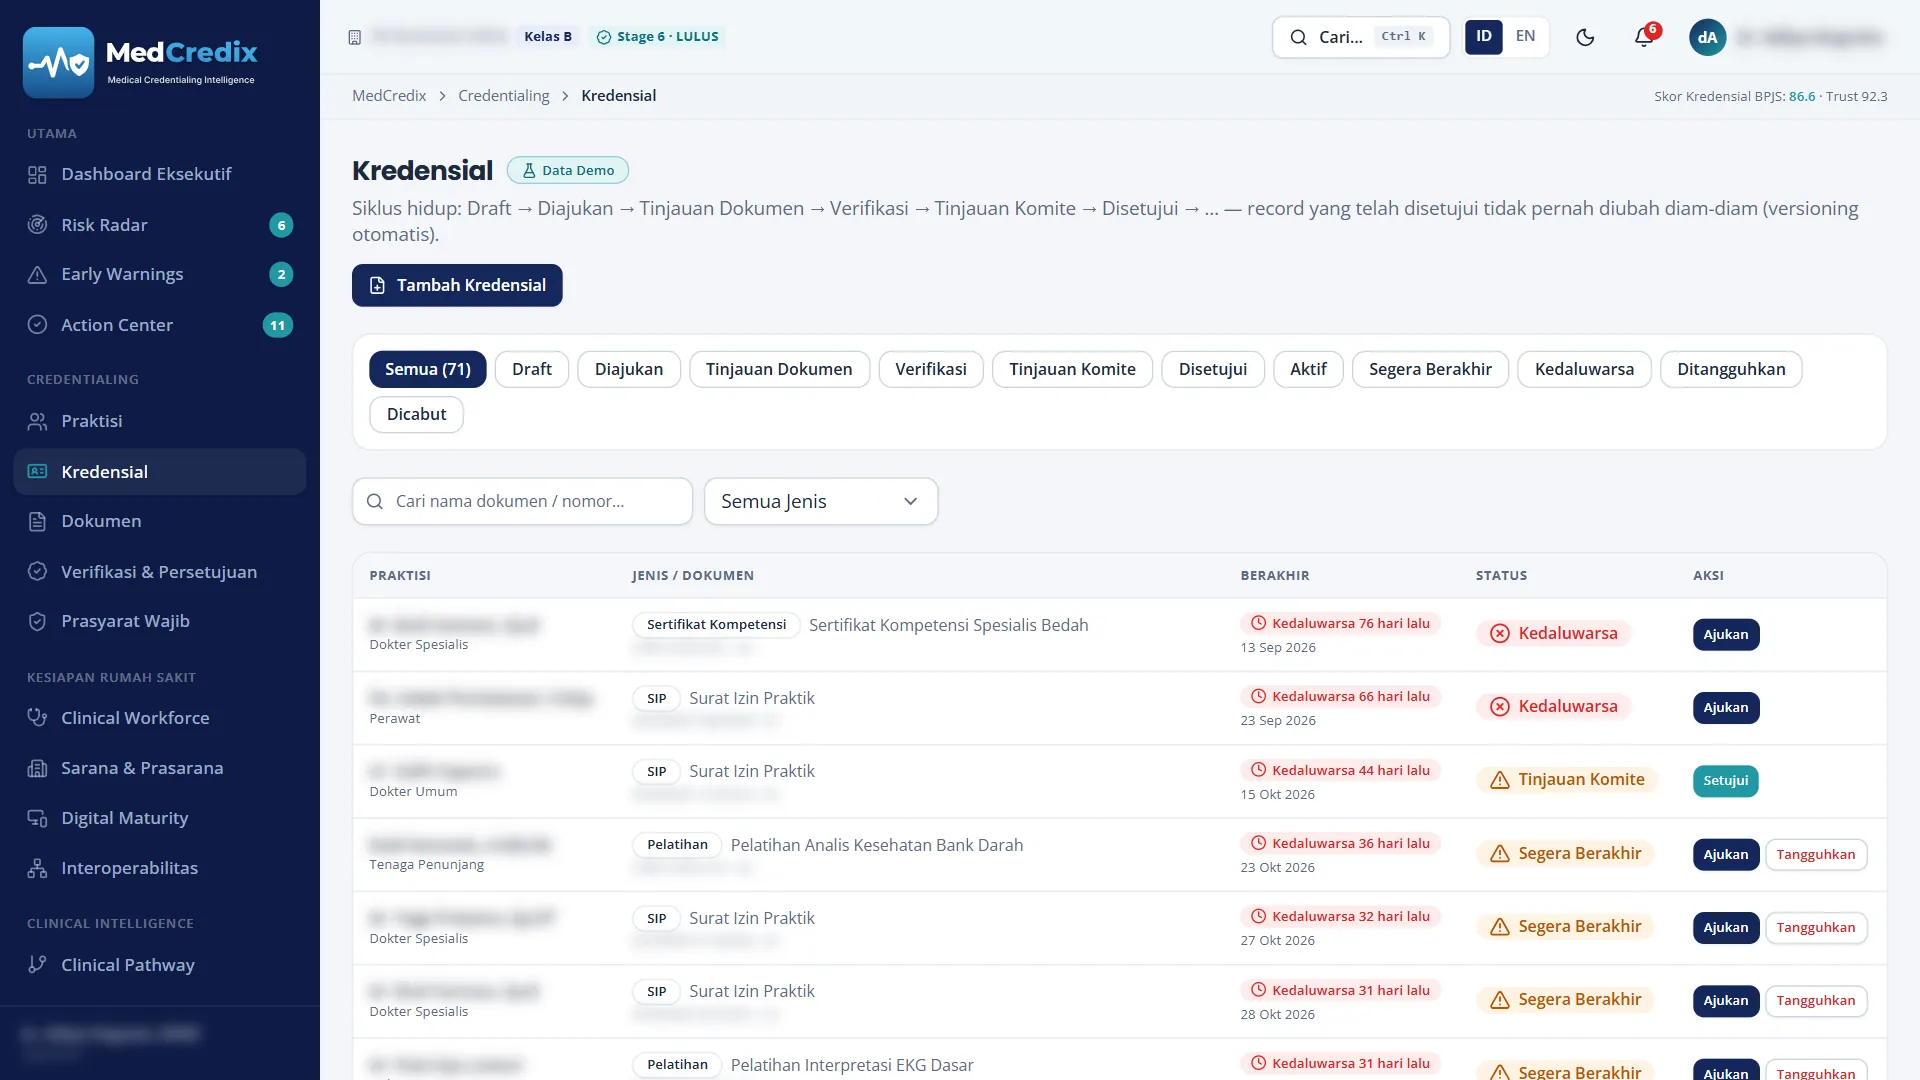 MedCredix
Medical Credentialing Intelligence
UTAMA
Dashboard Eksekutif
Risk Radar 6
Early Warnings 2
Action Center 11
CREDENTIALING
Praktisi
Kredensial
Dokumen
Verifikasi & Persetujuan
Prasyarat Wajib
KESIAPAN RUMAH SAKIT
Clinical Workforce
Sarana & Prasarana
Digital Maturity
Interoperabilitas
CLINICAL INTELLIGENCE
Clinical Pathway
Kelas B Stage 6 · LULUS Cari... Ctrl K ID EN 6 dA
MedCredix > Credentialing > Kredensial Skor Kredensial BPJS: 86.6 · Trust 92.3
Kredensial Data Demo
Siklus hidup: Draft → Diajukan → Tinjauan Dokumen → Verifikasi → Tinjauan Komite → Disetujui → ... — record yang telah disetujui tidak pernah diubah diam-diam (versioning
otomatis).
Tambah Kredensial
Semua (71) Draft Diajukan Tinjauan Dokumen Verifikasi Tinjauan Komite Disetujui Aktif Segera Berakhir Kedaluwarsa Ditangguhkan
Dicabut
Cari nama dokumen / nomor... Semua Jenis
PRAKTISI JENIS / DOKUMEN BERAKHIR STATUS AKSI
Sertifikat Kompetensi Sertifikat Kompetensi Spesialis Bedah Kedaluwarsa 76 hari lalu Kedaluwarsa Ajukan
Dokter Spesialis 13 Sep 2026
SIP Surat Izin Praktik Kedaluwarsa 66 hari lalu Kedaluwarsa Ajukan
Perawat 23 Sep 2026
SIP Surat Izin Praktik Kedaluwarsa 44 hari lalu Tinjauan Komite Setujui
Dokter Umum 15 Okt 2026
Pelatihan Pelatihan Analis Kesehatan Bank Darah Kedaluwarsa 36 hari lalu Segera Berakhir Ajukan Tangguhkan
Tenaga Penunjang 23 Okt 2026
SIP Surat Izin Praktik Kedaluwarsa 32 hari lalu Segera Berakhir Ajukan Tangguhkan
Dokter Spesialis 27 Okt 2026
SIP Surat Izin Praktik Kedaluwarsa 31 hari lalu Segera Berakhir Ajukan Tangguhkan
Dokter Spesialis 28 Okt 2026
Pelatihan Pelatihan Interpretasi EKG Dasar Kedaluwarsa 31 hari lalu Segera Berakhir Ajukan Tangguhkan